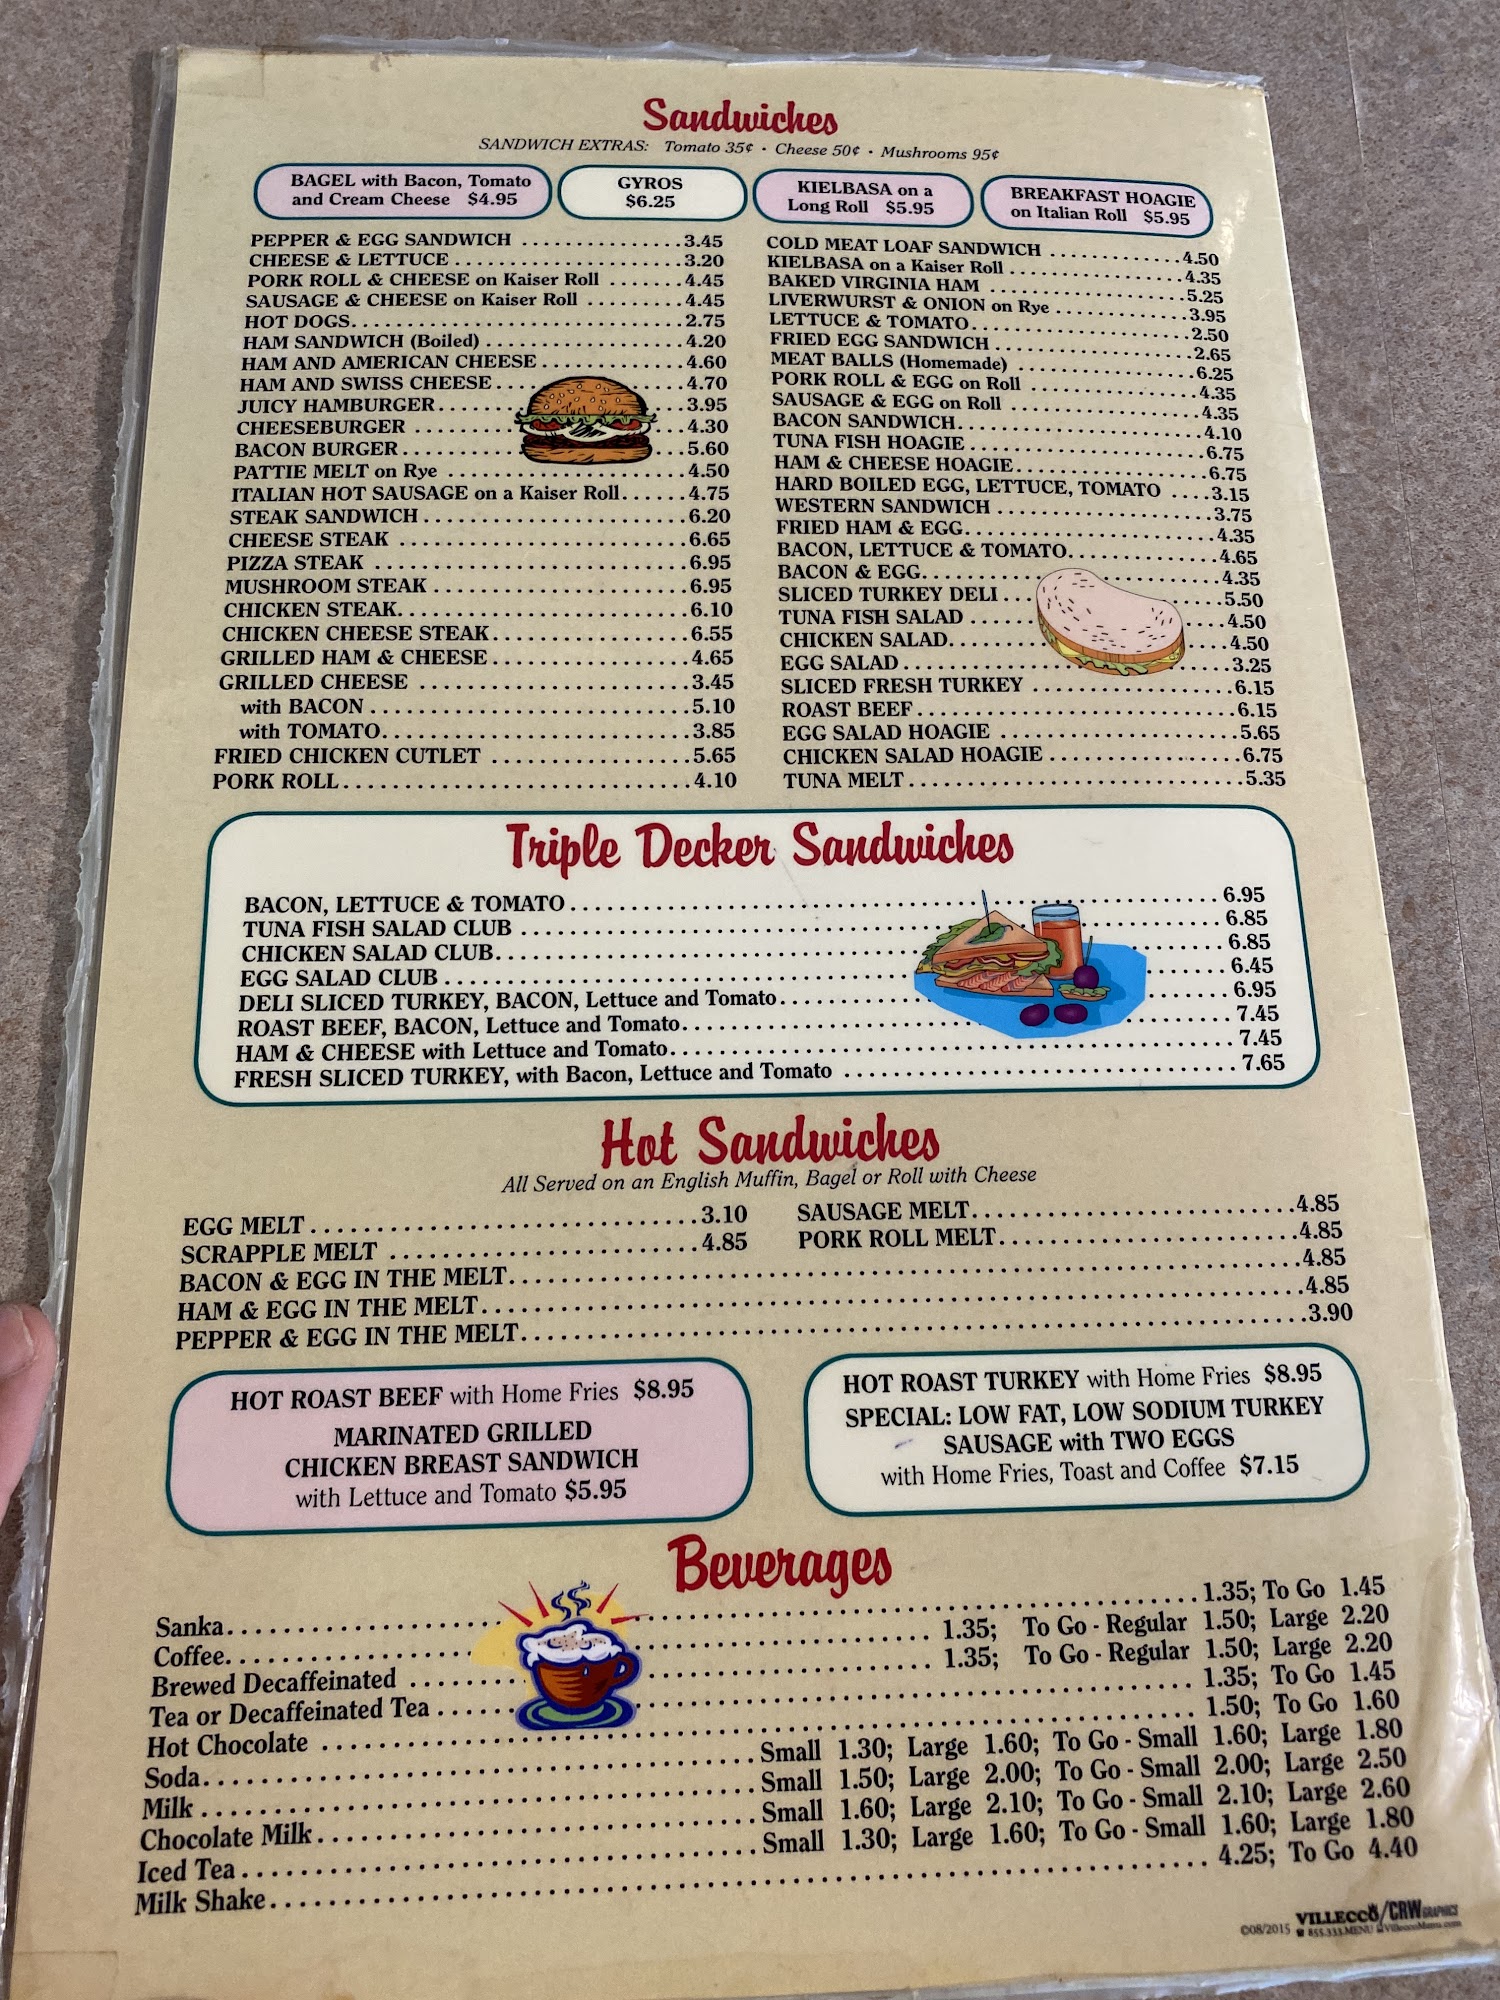 Sandwiches
SANDWICH EXTRAS: Tomato 35¢ • Cheese 50¢ • Mushrooms 95¢
BAGEL with Bacon, Tomato
and Cream Cheese $4.95
GYROS
$6.25
KIELBASA on a
Long Roll $5.95
BREAKFAST HOAGIE
on Italian Roll $5.95
PEPPER & EGG SANDWICH ................3.45
CHEESE & LETTUCE ......................3.20
PORK ROLL & CHEESE on Kaiser Roll .......4.45
SAUSAGE & CHEESE on Kaiser Roll .........4.45
HOT DOGS................................2.75
HAM SANDWICH (Boiled) ...................4.20
HAM AND AMERICAN CHEESE ..............4.60
HAM AND SWISS CHEESE.... .....4.70
JUICY HAMBURGER....... ...3.95
CHEESEBURGER ......... ...4.30
BACON BURGER........... ...5.60
PATTIE MELT on Rye .......................4.50
ITALIAN HOT SAUSAGE on a Kaiser Roll......4.75
STEAK SANDWICH.........................6.20
CHEESE STEAK ...........................6.65
PIZZA STEAK .............................6.95
MUSHROOM STEAK ........................6.95
CHICKEN STEAK...........................6.10
CHICKEN CHEESE STEAK...................6.55
GRILLED HAM & CHEESE...................4.65
GRILLED CHEESE .........................3.45
with BACON ..............................5.10
with TOMATO.............................3.85
FRIED CHICKEN CUTLET ...................5.65
PORK ROLL................................4.10
COLD MEAT LOAF SANDWICH ............4.50
KIELBASA on a Kaiser Roll ................4.35
BAKED VIRGINIA HAM ...................5.25
LIVERWURST & ONION on Rye ............3.95
LETTUCE & TOMATO.....................2.50
FRIED EGG SANDWICH ...................2.65
MEAT BALLS (Homemade) .................6.25
PORK ROLL & EGG on Roll ................4.35
SAUSAGE & EGG on Roll ..................4.35
BACON SANDWICH........................4.10
TUNA FISH HOAGIE ......................6.75
HAM & CHEESE HOAGIE..................6.75
HARD BOILED EGG, LETTUCE, TOMATO ....3.15
WESTERN SANDWICH .....................3.75
FRIED HAM & EGG........................4.35
BACON, LETTUCE & TOMATO..............4.65
BACON & EGG............................4.35
SLICED TURKEY DELI ... .....5.50
TUNA FISH SALAD ...... ....4.50
CHICKEN SALAD........ ....4.50
EGG SALAD............. ....3.25
SLICED FRESH TURKEY ...................6.15
ROAST BEEF..............................6.15
EGG SALAD HOAGIE ......................5.65
CHICKEN SALAD HOAGIE .................6.75
TUNA MELT ..............................5.35
Triple Decker Sandwiches
BACON, LETTUCE & TOMATO......................................................6.95
TUNA FISH SALAD CLUB ...............................................6.85
CHICKEN SALAD CLUB................................................6.85
EGG SALAD CLUB ....................................................6.45
DELI SLICED TURKEY, BACON, Lettuce and Tomato....................6.95
ROAST BEEF, BACON, Lettuce and Tomato..............................7.45
HAM & CHEESE with Lettuce and Tomato.............................................7.45
FRESH SLICED TURKEY, with Bacon, Lettuce and Tomato ................................7.65
Hot Sandwiches
All Served on an English Muffin, Bagel or Roll with Cheese
EGG MELT ..............................3.10
SCRAPPLE MELT ........................4.85
SAUSAGE MELT.........................4.85
PORK ROLL MELT.......................4.85
BACON & EGG IN THE MELT..............................................................4.85
HAM & EGG IN THE MELT................................................................4.85
PEPPER & EGG IN THE MELT.............................................................3.90
HOT ROAST BEEF with Home Fries $8.95
MARINATED GRILLED
CHICKEN BREAST SANDWICH
with Lettuce and Tomato $5.95
HOT ROAST TURKEY with Home Fries $8.95
SPECIAL: LOW FAT, LOW SODIUM TURKEY
SAUSAGE with TWO EGGS
with Home Fries, Toast and Coffee $7.15
Beverages
Sanka..........................................................1.35; To Go 1.45
Coffee........................................1.35; To Go - Regular 1.50; Large 2.20
Brewed Decaffeinated .........................1.35; To Go - Regular 1.50; Large 2.20
Tea or Decaffeinated Tea ..........................................1.35; To Go 1.45
Hot Chocolate ....................................................1.50; To Go 1.60
Soda..............................Small 1.30; Large 1.60; To Go - Small 1.60; Large 1.80
Milk ..............................Small 1.50; Large 2.00; To Go - Small 2.00; Large 2.50
Chocolate Milk.....................Small 1.60; Large 2.10; To Go - Small 2.10; Large 2.60
Iced Tea...........................Small 1.30; Large 1.60; To Go - Small 1.60; Large 1.80
Milk Shake.........................................................4.25; To Go 4.40
©08/2015 VILLECCO/CRW GRAPHICS
855.333.MENU VilleccoMenu.com